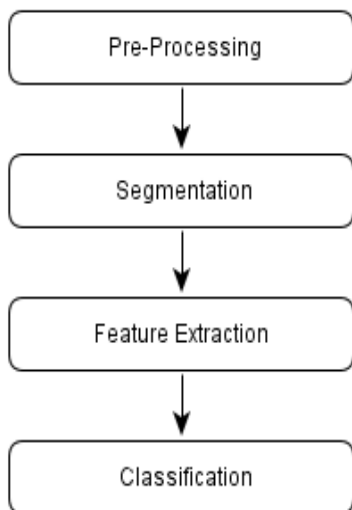 Pre-Processing
Segmentation
Feature Extraction
Classification